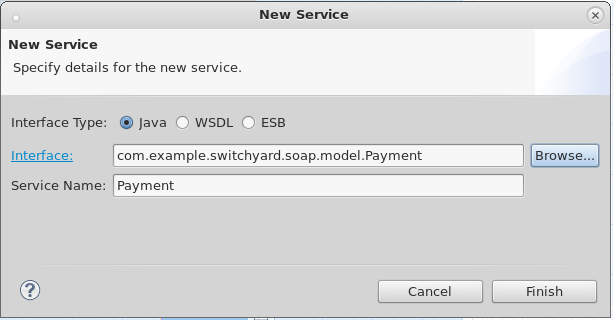 New Service
New Service
Specify details for the new service.
Interface Type: Java WSDL ESB
Interface: com.example.switchyard.soap.model.Payment Browse...
Service Name: Payment
? Cancel Finish